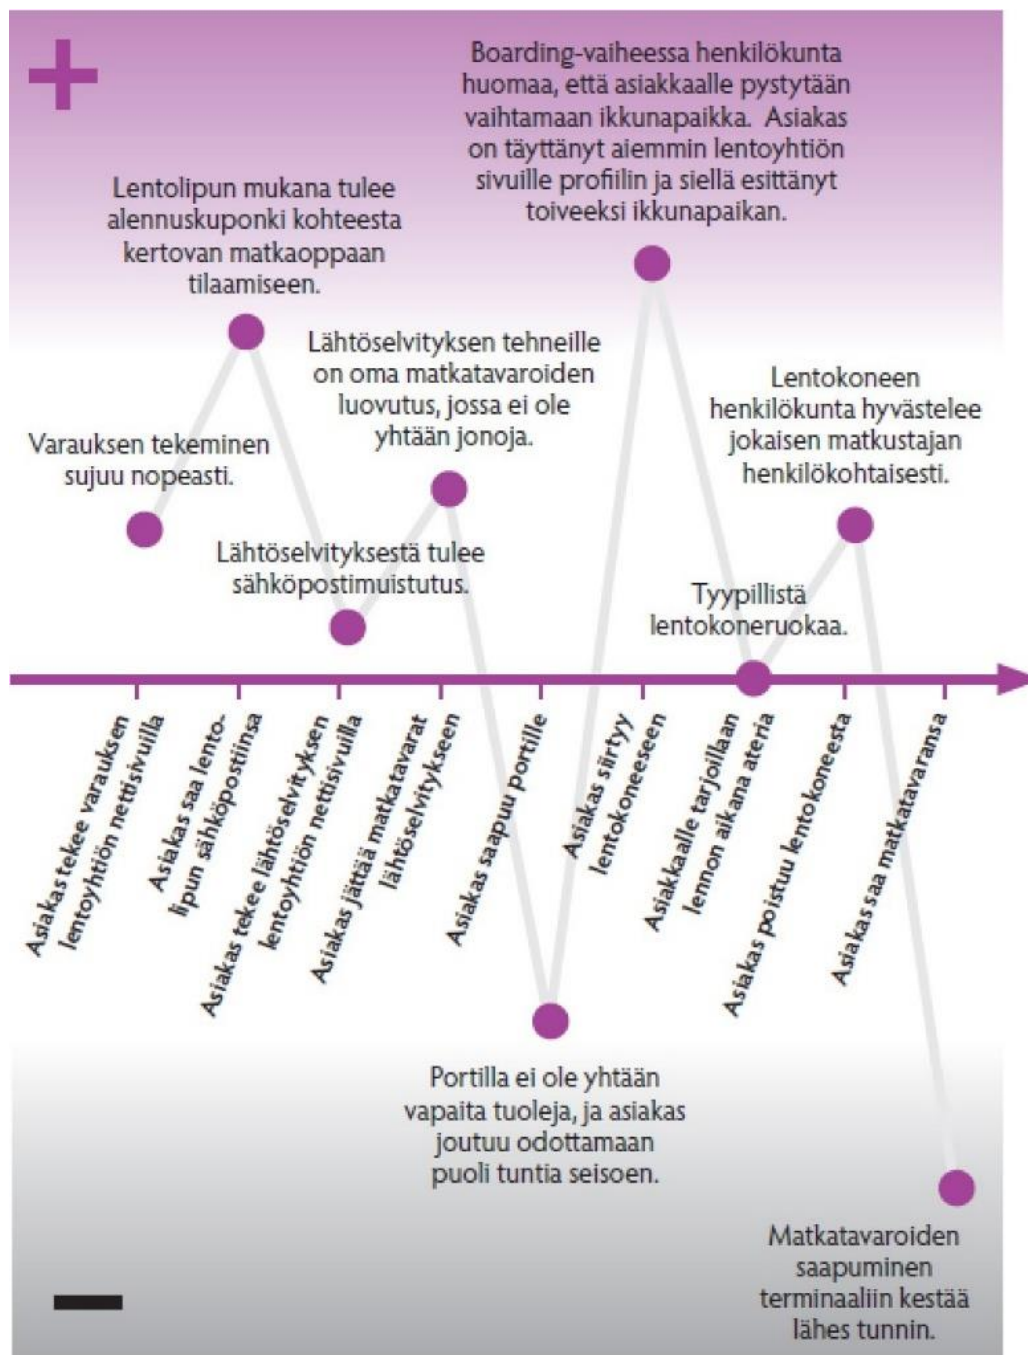 Boarding-vaiheessa henkilökunta
huomaa, että asiakkaalle pystytään
vaihtamaan ikkunapaikka. Asiakas
on täyttänyt aiemmin lentoyhtiön
sivuille profiilin ja siellä esittänyt
toiveeksi ikkunapaikan.
Lentolipun mukana tulee
alennuskuponki kohteesta
kertovan matkaoppaan
tilaamiseen.
Lähtöselvityksen tehneille
on oma matkatavaroiden
luovutus, jossa ei ole
yhtään jonoja.
Lentokoneen
henkilökunta hyvästelee
jokaisen matkustajan
henkilökohtaisesti.
Varauksen tekeminen
sujuu nopeasti.
Lähtöselvityksestä tulee
sähköpostimuistutus.
Tyypillistä
lentokoneruokaa.
Asiakas tekee varauksen
lentoyhtiön nettisivuilla
Asiakas saa lento-
lipun sähköpostiinsa
Asiakas tekee lähtöselvityksen
lentoyhtiön nettisivuilla
Asiakas jättää matkatavarat
lähtöselvitykseen
Asiakas saapuu portille
Asiakas siirtyy
lentokoneeseen
Asiakkaalle tarjoillaan
lennon aikana ateria
Asiakas poistuu lentokoneesta
Asiakas saa matkatavaransa
Portilla ei ole yhtään
vapaita tuoleja, ja asiakas
joutuu odottamaan
puoli tuntia seisoen.
Matkatavaroiden
saapuminen
terminaaliin kestää
lähes tunnin.